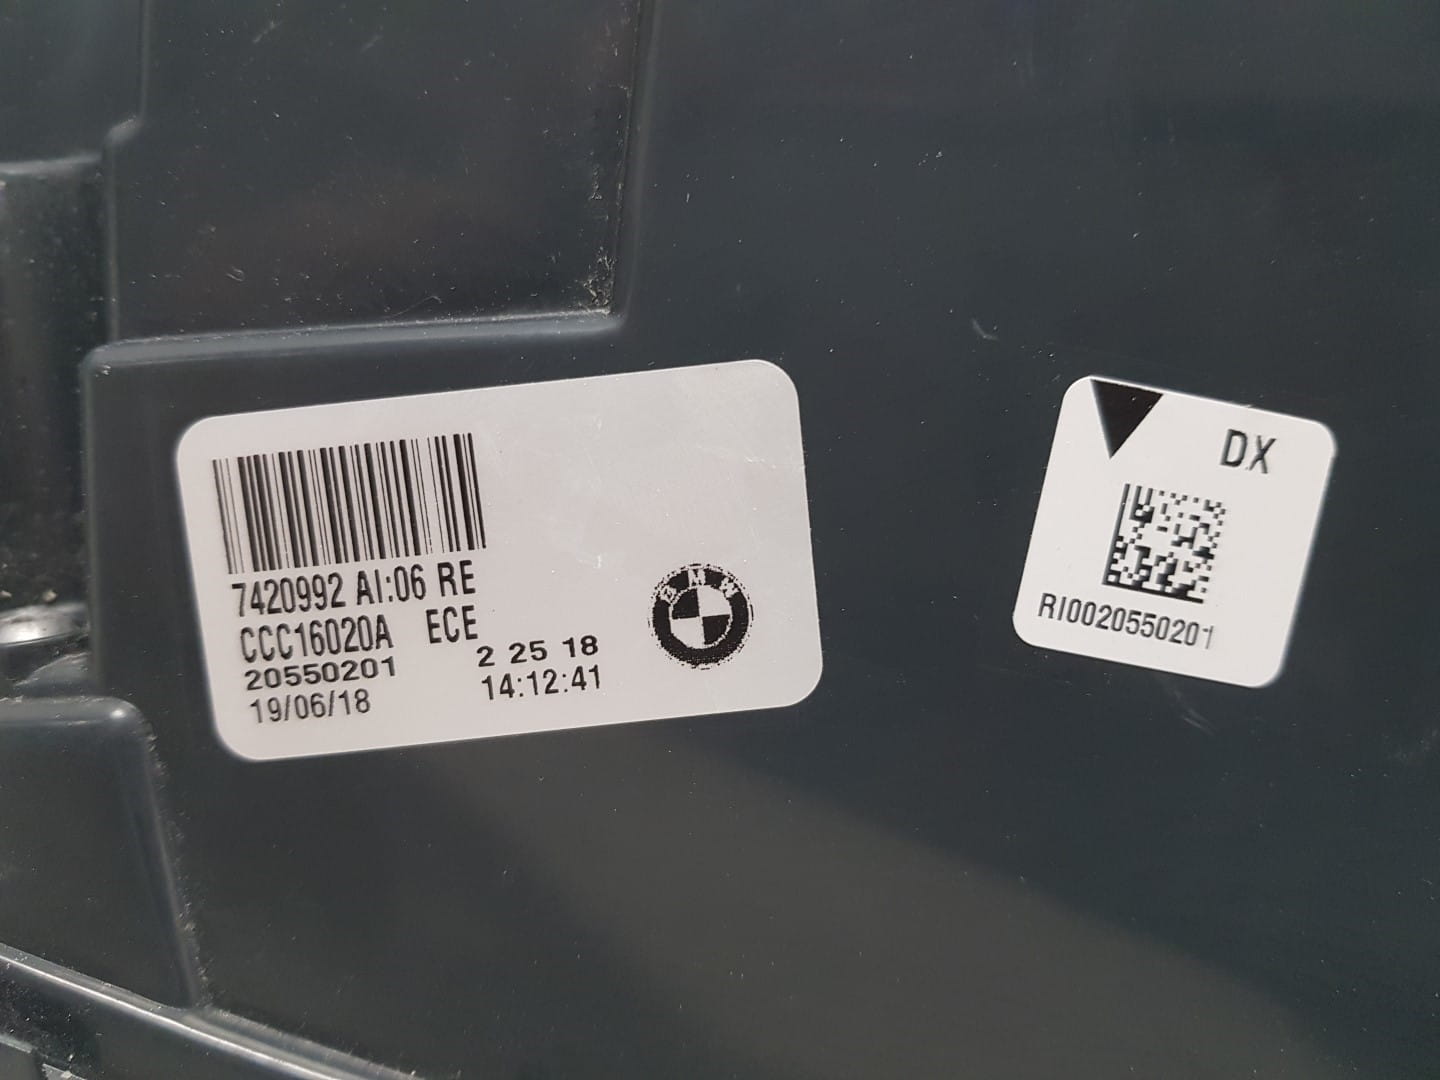 7420992 AI:06 RE
CCC16020A ECE
20550201
19/06/18
2 25 18
14:12:41
BMW
DX
RI0020550201